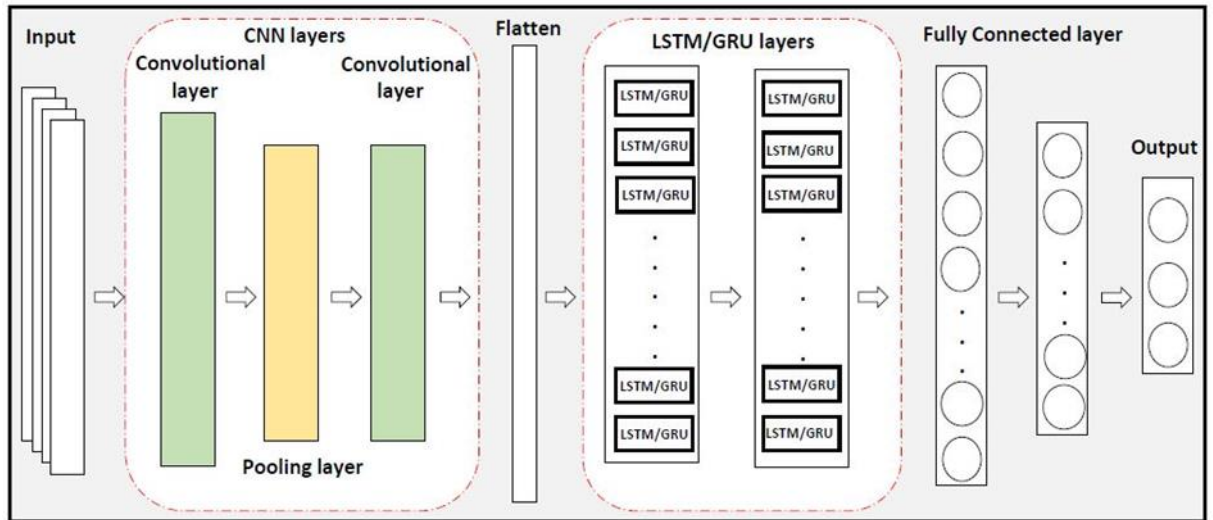 Input
CNN layers
Convolutional
layer
Convolutional
layer
Pooling layer
Flatten
LSTM/GRU layers
LSTM/GRU
LSTM/GRU
LSTM/GRU
LSTM/GRU
LSTM/GRU
LSTM/GRU
LSTM/GRU
LSTM/GRU
LSTM/GRU
LSTM/GRU
Fully Connected layer
Output